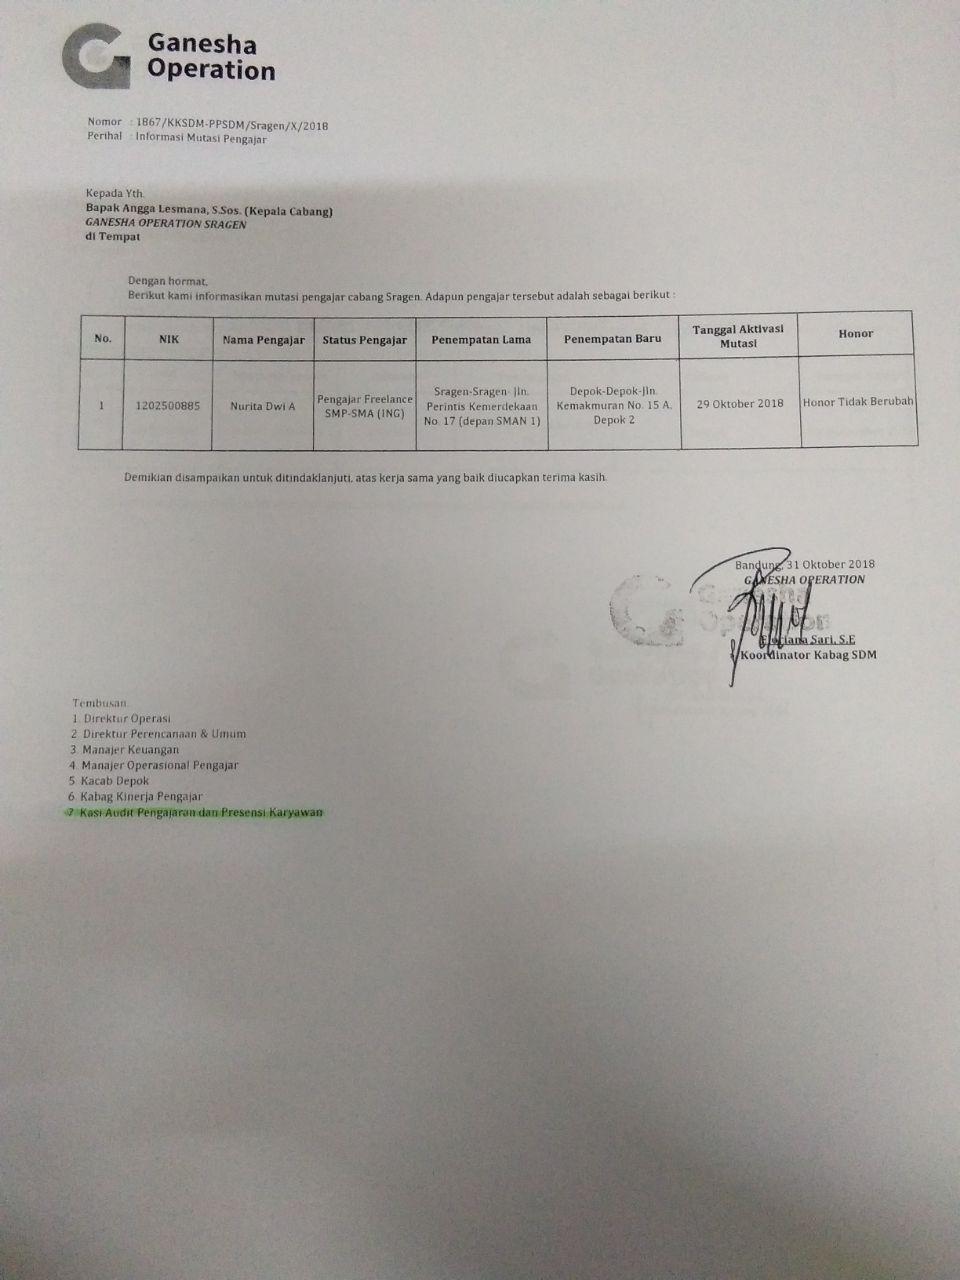 Ganesha
Operation
Nomor : 1867/KKSDM-PPSDM/Sragen/X/2018
Perihal : Informasi Mutasi Pengajar
Kepada Yth.
Bapak Angga Lesmana, S.Sos. (Kepala Cabang)
GANESHA OPERATION SRAGEN
di Tempat
Dengan hormat,
Berikut kami informasikan mutasi pengajar cabang Sragen. Adapun pengajar tersebut adalah sebagai berikut :
No. NIK Nama Pengajar Status Pengajar Penempatan Lama Penempatan Baru Tanggal Aktivasi Mutasi Honor
1 1202500885 Nurita Dwi A Pengajar Freelance SMP-SMA (ING) Sragen-Sragen- Jln. Perintis Kemerdekaan No. 17 (depan SMAN 1) Depok-Depok-Jln. Kemakmuran No. 15 A, Depok 2 29 Oktober 2018 Honor Tidak Berubah
Demikian disampaikan untuk ditindaklanjuti, atas kerja sama yang baik diucapkan terima kasih.
Bandung, 31 Oktober 2018
GANESHA OPERATION
Sari, S.E
Koordinator Kabag SDM
Tembusan
1. Direktur Operasi
2. Direktur Perencanaan & Umum
3. Manajer Keuangan
4. Manajer Operasional Pengajar
5. Kacab Depok
6. Kabag Kinerja Pengajar
7. Kasi Audit Pengajaran dan Presensi Karyawan